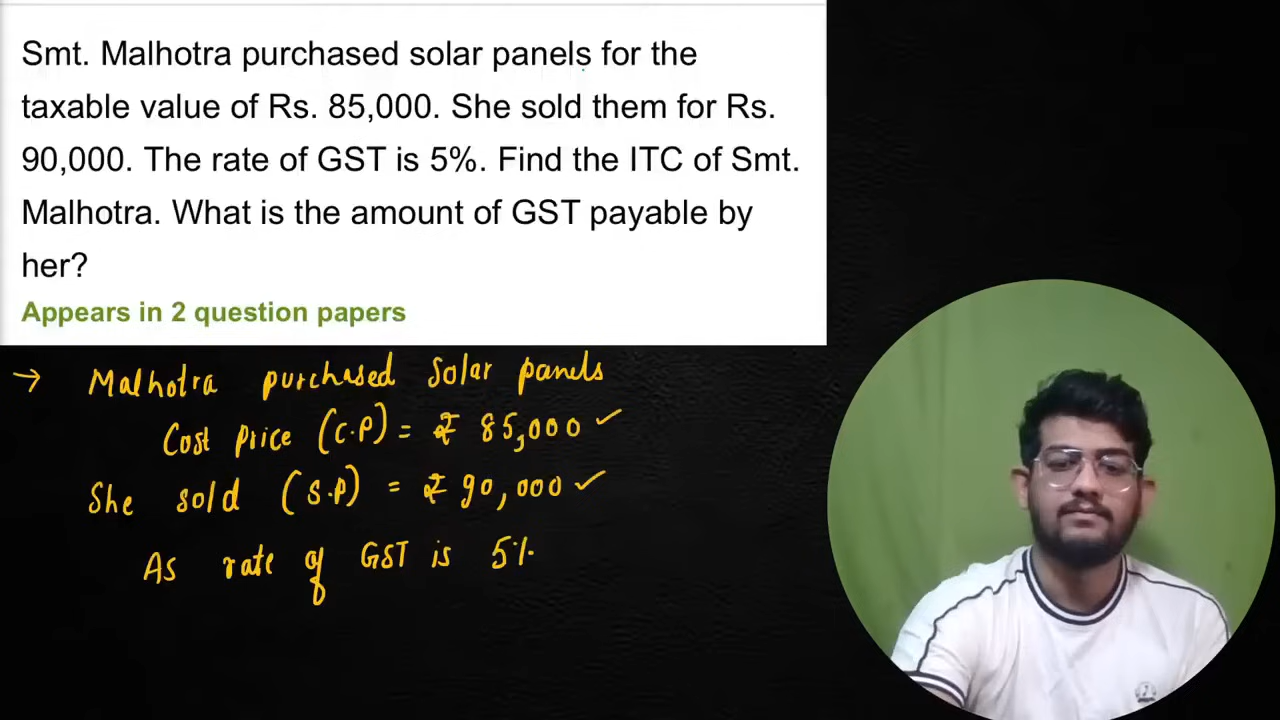 Smt. Malhotra purchased solar panels for the
taxable value of Rs. 85,000. She sold them for Rs.
90,000. The rate of GST is 5%. Find the ITC of Smt.
Malhotra. What is the amount of GST payable by
her?
Appears in 2 question papers
→ Malhotra purchased Solar panels
Cost price (C.P) = ₹ 85,000 ✓
She sold (S.P) = ₹ 90,000 ✓
As rate of GST is 5%